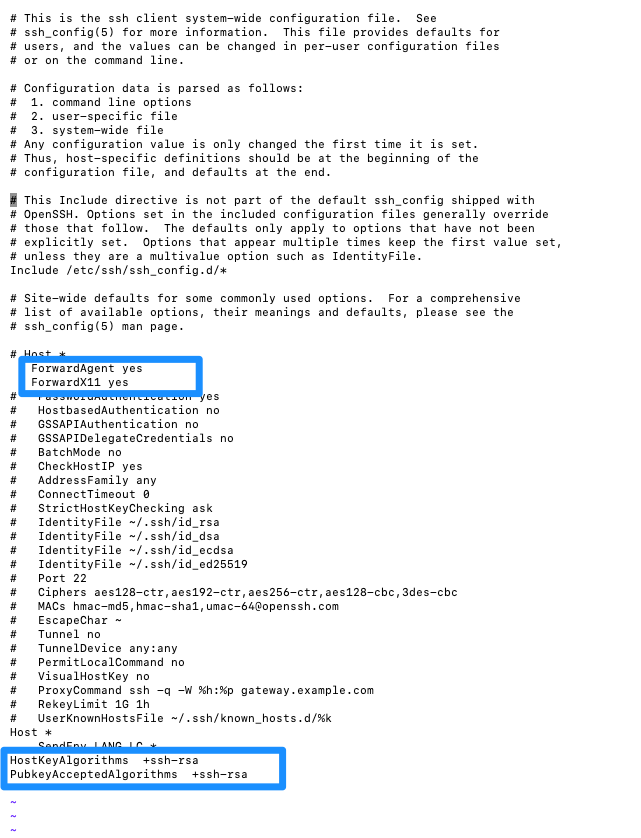 # This is the ssh client system-wide configuration file.  See
# ssh_config(5) for more information.  This file provides defaults for
# users, and the values can be changed in per-user configuration files
# or on the command line.

# Configuration data is parsed as follows:
#  1. command line options
#  2. user-specific file
#  3. system-wide file
# Any configuration value is only changed the first time it is set.
# Thus, host-specific definitions should be at the beginning of the
# configuration file, and defaults at the end.

# This Include directive is not part of the default ssh_config shipped with
# OpenSSH. Options set in the included configuration files generally override
# those that follow.  The defaults only apply to options that have not been
# explicitly set.  Options that appear multiple times keep the first value set,
# unless they are a multivalue option such as IdentityFile.
Include /etc/ssh/ssh_config.d/*

# Site-wide defaults for some commonly used options.  For a comprehensive
# list of available options, their meanings and defaults, please see the
# ssh_config(5) man page.

# Host *
   ForwardAgent yes
   ForwardX11 yes
#   PasswordAuthentication yes
#   HostbasedAuthentication no
#   GSSAPIAuthentication no
#   GSSAPIDelegateCredentials no
#   BatchMode no
#   CheckHostIP yes
#   AddressFamily any
#   ConnectTimeout 0
#   StrictHostKeyChecking ask
#   IdentityFile ~/.ssh/id_rsa
#   IdentityFile ~/.ssh/id_dsa
#   IdentityFile ~/.ssh/id_ecdsa
#   IdentityFile ~/.ssh/id_ed25519
#   Port 22
#   Ciphers aes128-ctr,aes192-ctr,aes256-ctr,aes128-cbc,3des-cbc
#   MACs hmac-md5,hmac-sha1,umac-64@openssh.com
#   EscapeChar ~
#   Tunnel no
#   TunnelDevice any:any
#   PermitLocalCommand no
#   VisualHostKey no
#   ProxyCommand ssh -q -W %h:%p gateway.example.com
#   RekeyLimit 1G 1h
#   UserKnownHostsFile ~/.ssh/known_hosts.d/%k
Host *
    SendEnv LANG LC_*
HostKeyAlgorithms  +ssh-rsa
PubkeyAcceptedAlgorithms  +ssh-rsa
~
~
~